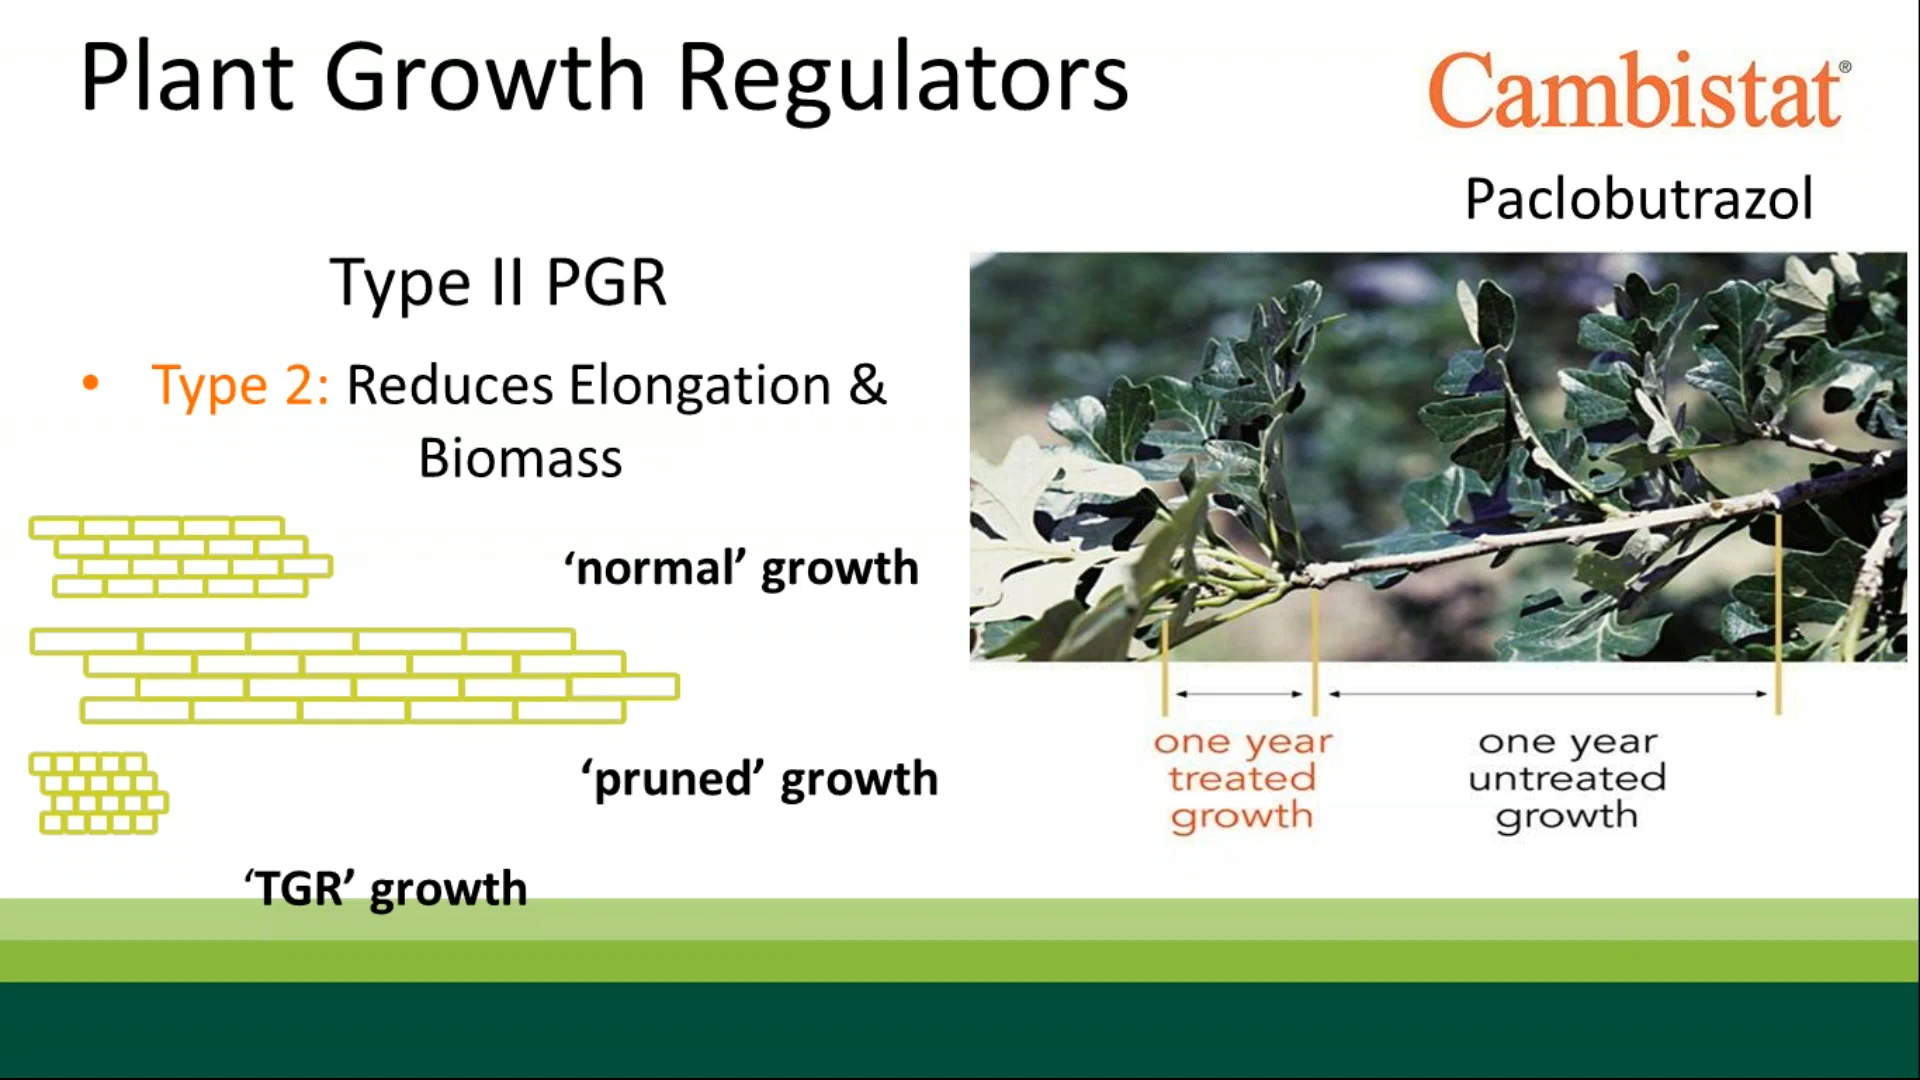 Plant Growth Regulators
Cambistat®
Paclobutrazol
Type II PGR
• Type 2: Reduces Elongation &
Biomass
‘normal’ growth
‘pruned’ growth
‘TGR’ growth
one year
treated
growth
one year
untreated
growth